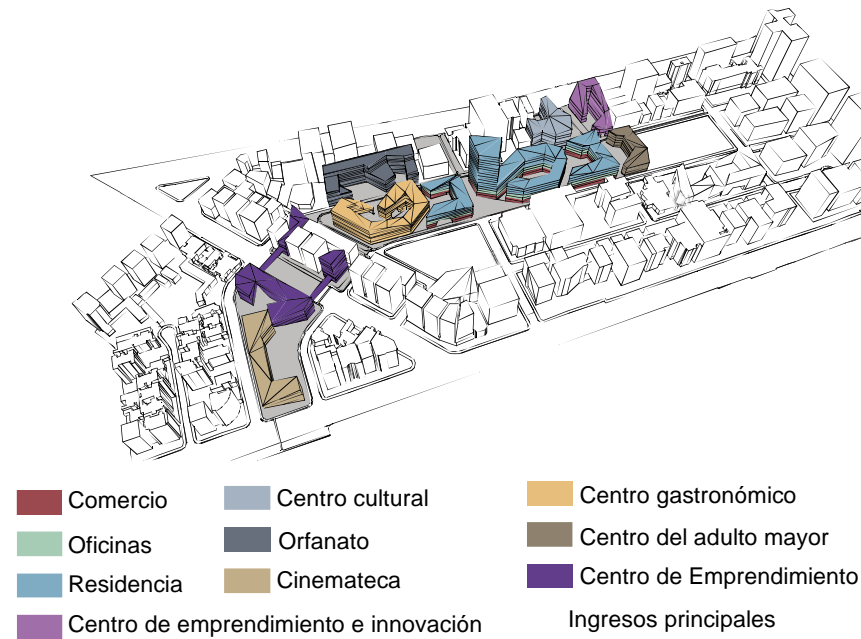 Comercio
Centro cultural
Centro gastronómico
Oficinas
Orfanato
Centro del adulto mayor
Residencia
Cinemateca
Centro de Emprendimiento
Centro de emprendimiento e innovación
Ingresos principales